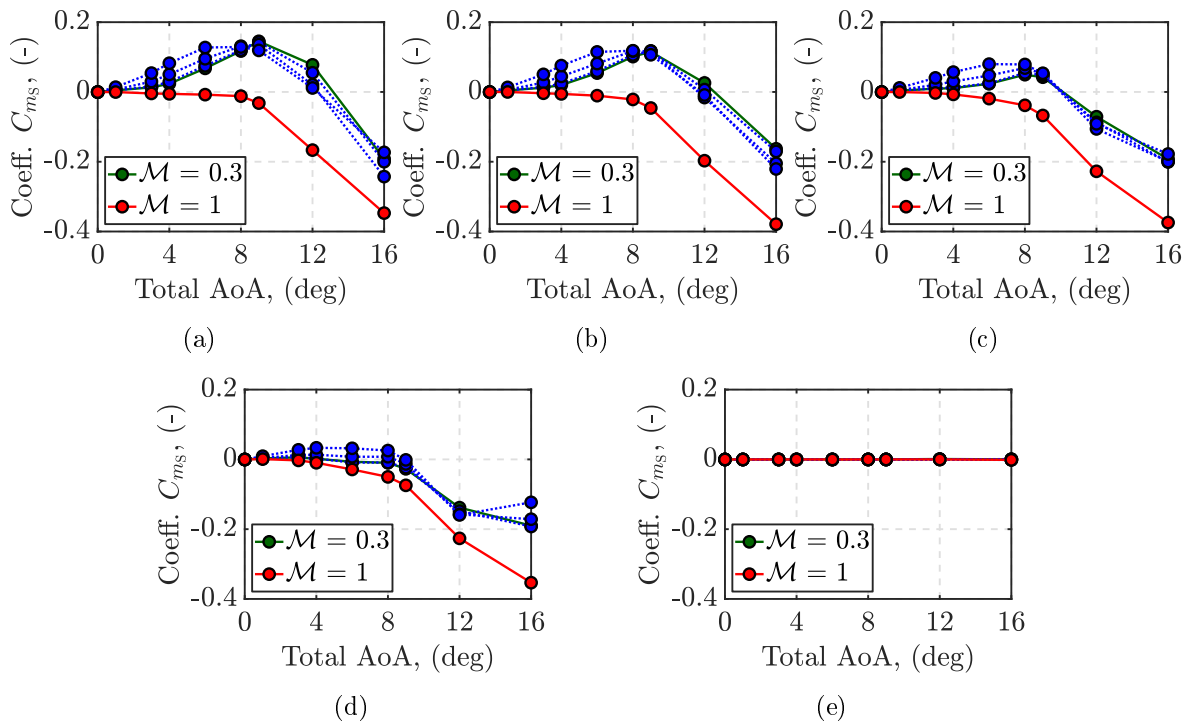 0.2
0
-0.2
-0.4
Coeff. C_{m_S}, (-)
M = 0.3
M = 1
0 4 8 12 16
Total AoA, (deg)
(a)
0.2
0
-0.2
-0.4
Coeff. C_{m_S}, (-)
M = 0.3
M = 1
0 4 8 12 16
Total AoA, (deg)
(b)
0.2
0
-0.2
-0.4
Coeff. C_{m_S}, (-)
M = 0.3
M = 1
0 4 8 12 16
Total AoA, (deg)
(c)
0.2
0
-0.2
-0.4
Coeff. C_{m_S}, (-)
M = 0.3
M = 1
0 4 8 12 16
Total AoA, (deg)
(d)
0.2
0
-0.2
-0.4
Coeff. C_{m_S}, (-)
M = 0.3
M = 1
0 4 8 12 16
Total AoA, (deg)
(e)